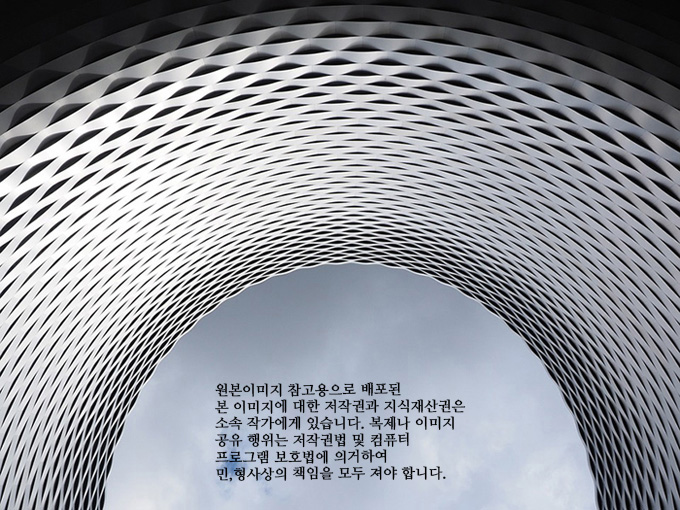 원본이미지 참고용으로 배포된
본 이미지에 대한 저작권과 지식재산권은
소속 작가에게 있습니다. 복제나 이미지
공유 행위는 저작권법 및 컴퓨터
프로그램 보호법에 의거하여
민,형사상의 책임을 모두 져야 합니다.